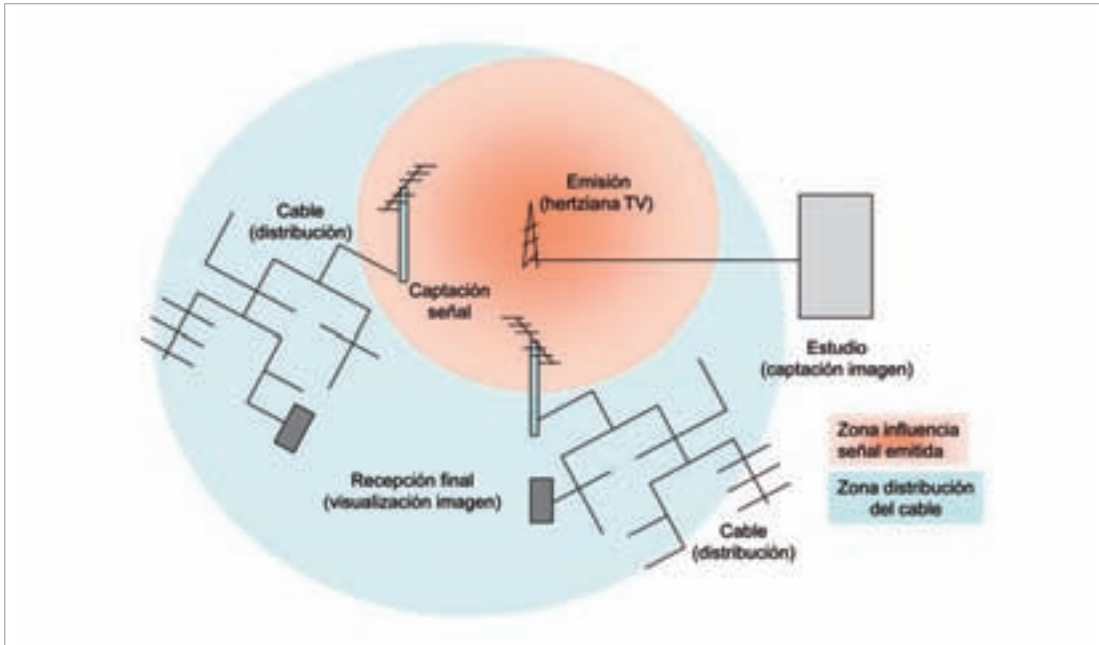 Emisión
(hertziana TV)
Cable
(distribución)
Captación
señal
Estudio
(captación imagen)
Zona influencia
señal emitida
Recepción final
(visualización imagen)
Zona distribución
del cable
Cable
(distribución)